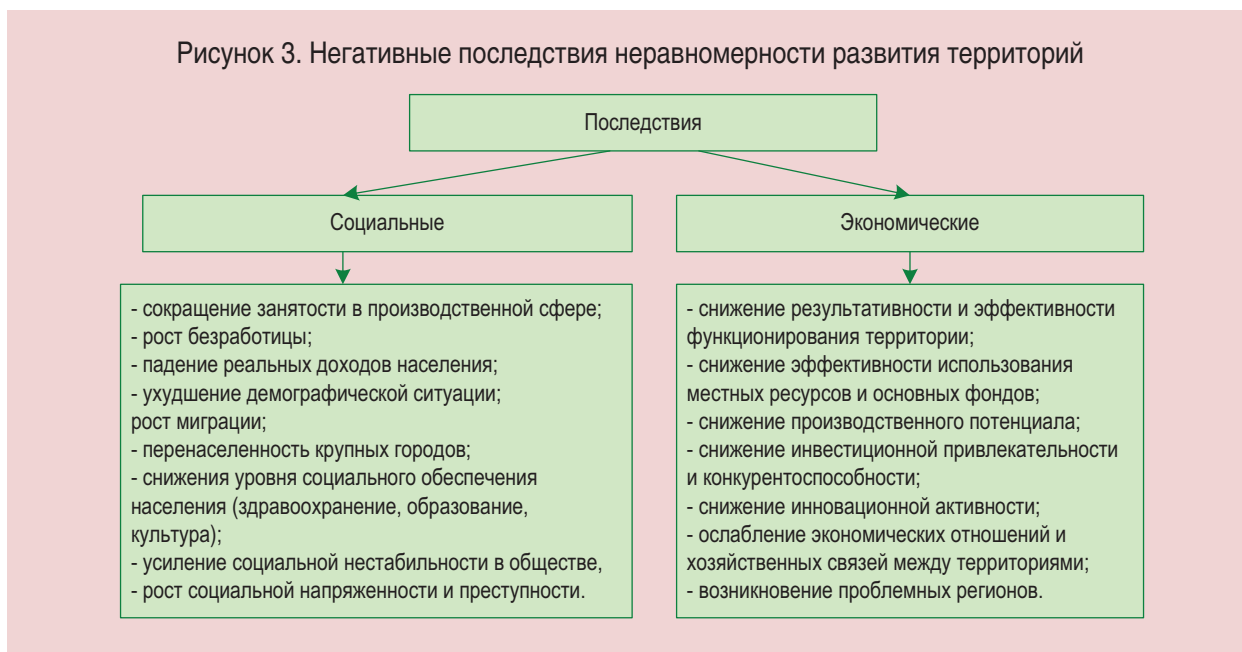 Рисунок 3. Негативные последствия неравномерности развития территорий
Последствия
Социальные
- сокращение занятости в производственной сфере;
- рост безработицы;
- падение реальных доходов населения;
- ухудшение демографической ситуации;
рост миграции;
- перенаселенность крупных городов;
- снижения уровня социального обеспечения
населения (здравоохранение, образование,
культура);
- усиление социальной нестабильности в обществе,
- рост социальной напряженности и преступности.
Экономические
- снижение результативности и эффективности
функционирования территории;
- снижение эффективности использования
местных ресурсов и основных фондов;
- снижение производственного потенциала;
- снижение инвестиционной привлекательности
и конкурентоспособности;
- снижение инновационной активности;
- ослабление экономических отношений и
хозяйственных связей между территориями;
- возникновение проблемных регионов.